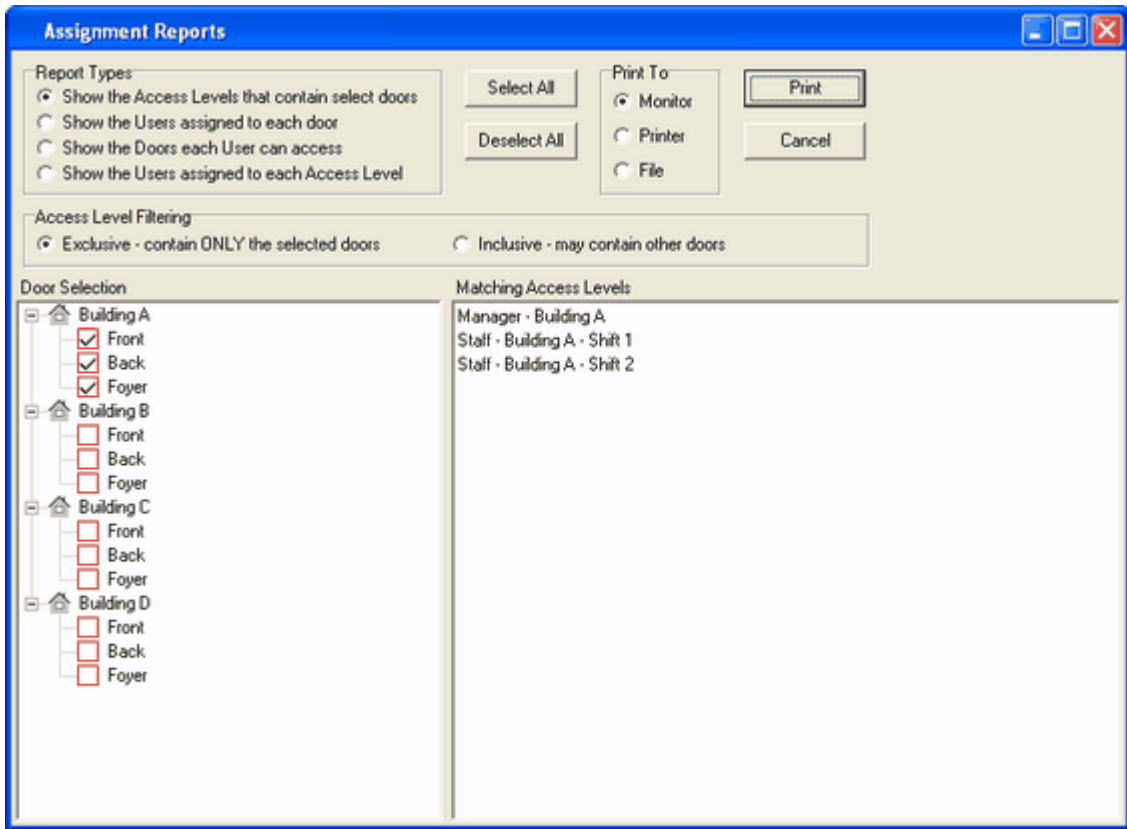 Assignment Reports
Report Types
Show the Access Levels that contain select doors
Show the Users assigned to each door
Show the Doors each User can access
Show the Users assigned to each Access Level
Select All
Deselect All
Print To
Monitor
Printer
File
Print
Cancel
Access Level Filtering
Exclusive - contain ONLY the selected doors
Inclusive - may contain other doors
Door Selection
Building A
Front
Back
Foyer
Building B
Front
Back
Foyer
Building C
Front
Back
Foyer
Building D
Front
Back
Foyer
Matching Access Levels
Manager - Building A
Staff - Building A - Shift 1
Staff - Building A - Shift 2